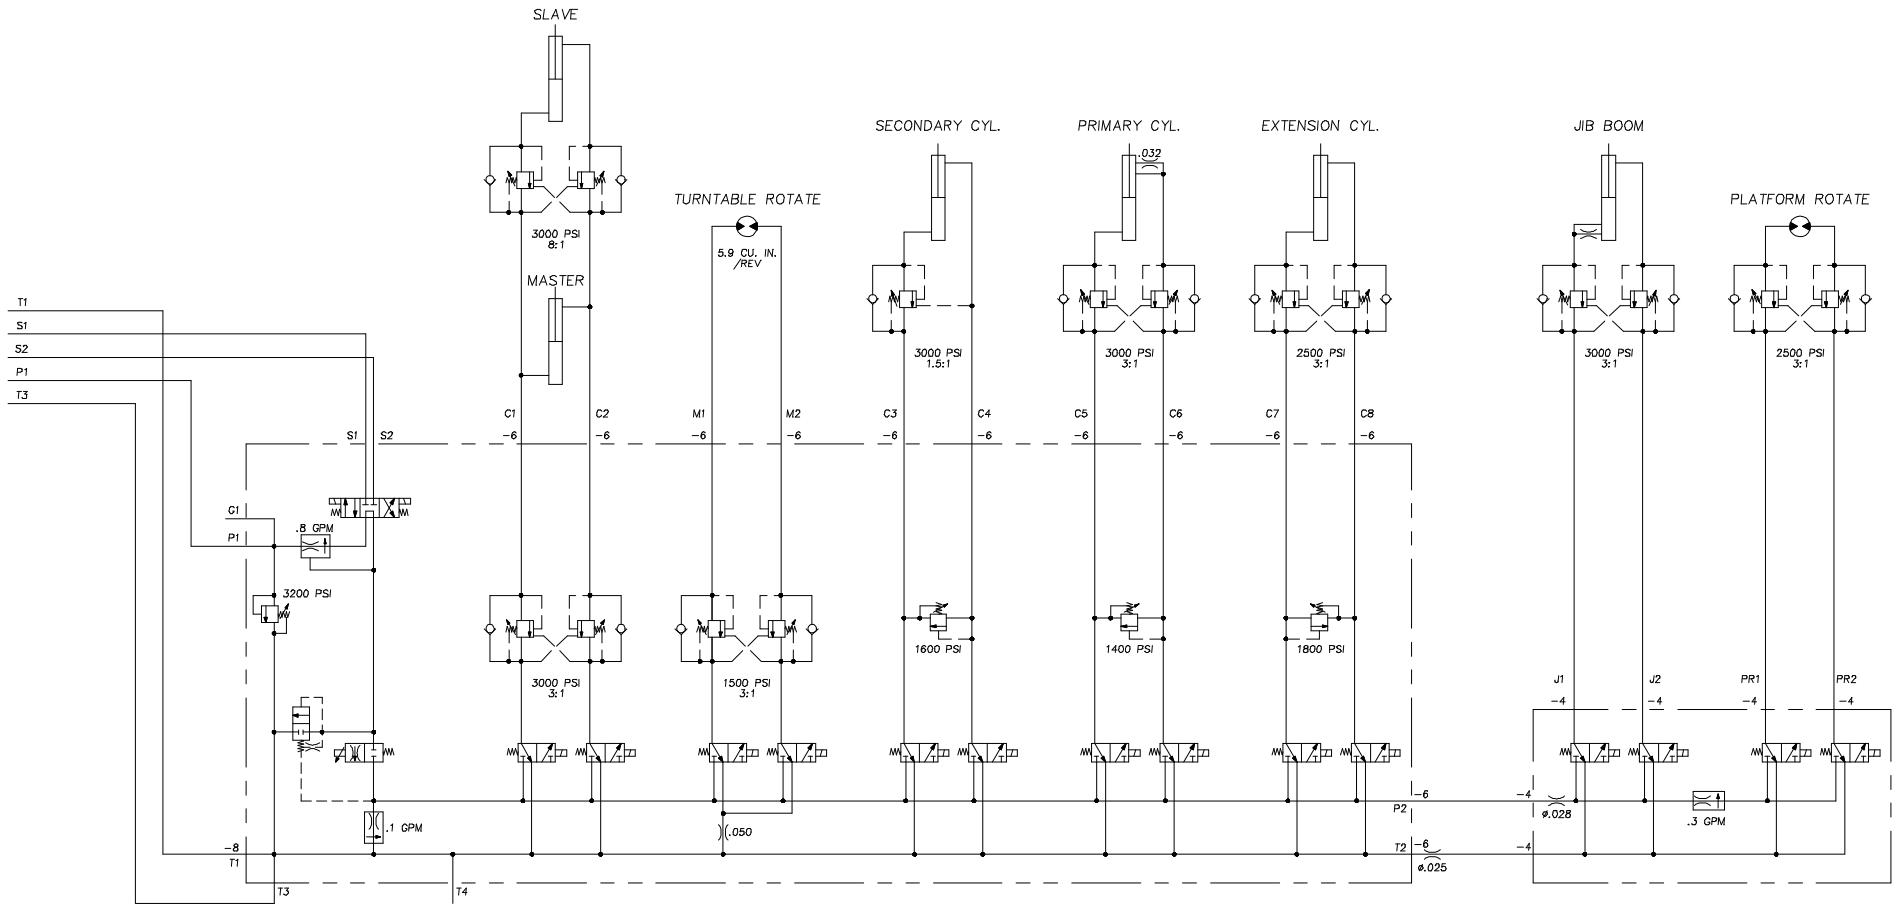 SLAVE
3000 PSI
8:1
MASTER
TURNTABLE ROTATE
5.9 CU. IN.
/REV
SECONDARY CYL.
3000 PSI
1.5:1
PRIMARY CYL.
.032
3000 PSI
3:1
EXTENSION CYL.
2500 PSI
3:1
JIB BOOM
3000 PSI
3:1
PLATFORM ROTATE
2500 PSI
3:1
T1
S1
S2
P1
T3
S1 S2
C1 C2 M1 M2 C3 C4 C5 C6 C7 C8
-6 -6 -6 -6 -6 -6 -6 -6 -6 -6
G1
P1
.8 GPM
3200 PSI
3000 PSI
3:1
1500 PSI
3:1
1600 PSI
1400 PSI
1800 PSI
J1 J2 PR1 PR2
-4 -4 -4 -4
.1 GPM
.050
-6
P2
-4
Ø.028
.3 GPM
-8
T1
T2
-6
Ø.025
-4
T3
T4